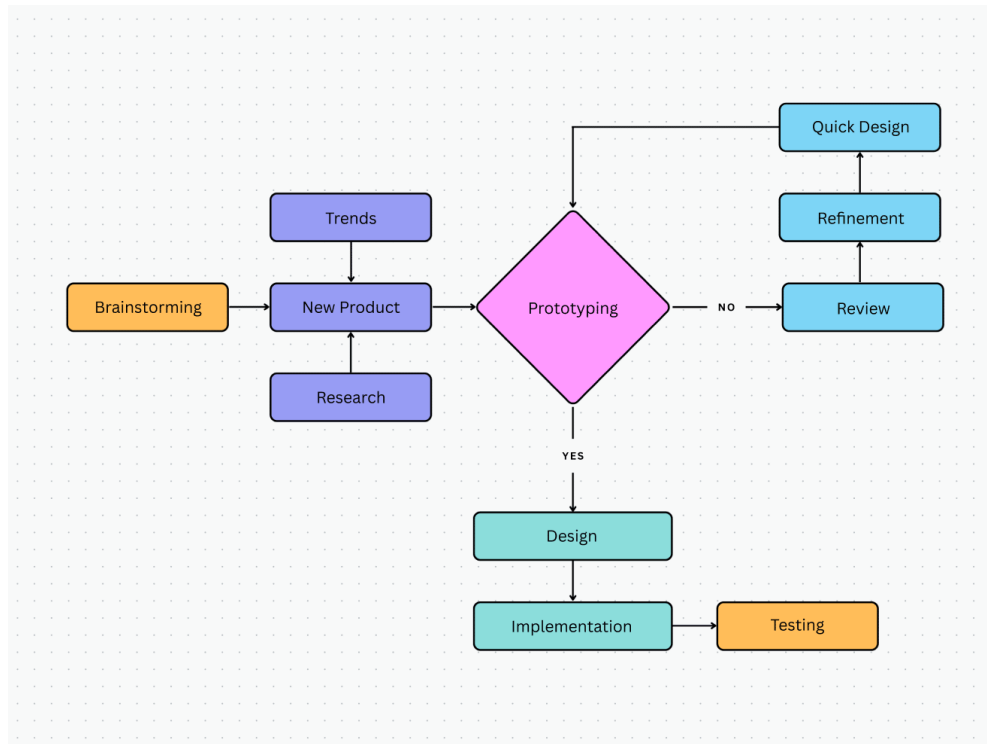 Quick Design
Trends
Refinement
Brainstorming
New Product
Prototyping
NO
Review
Research
YES
Design
Implementation
Testing